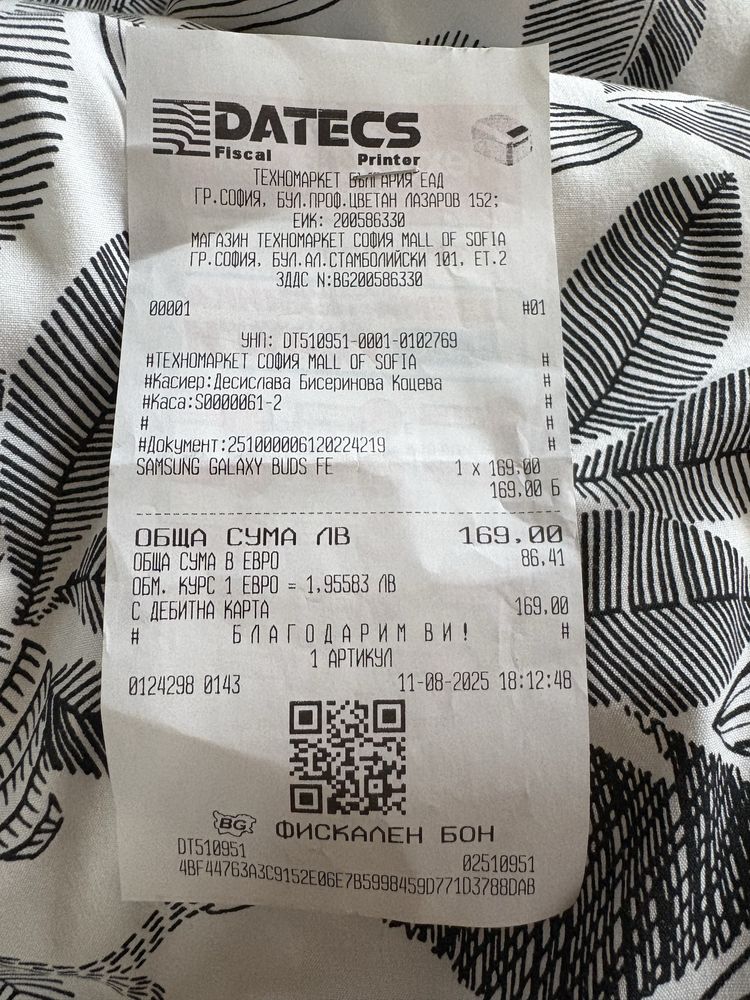 DATECS
Fiscal Printer
ТЕХНОМАРКЕТ БЪЛГАРИЯ ЕАД
ГР.СОФИЯ, БУЛ.ПРОФ.ЦВЕТАН ЛАЗАРОВ 152;
ЕИК: 200586330
МАГАЗИН ТЕХНОМАРКЕТ СОФИЯ MALL OF SOFIA
ГР.СОФИЯ, БУЛ.АЛ.СТАМБОЛИЙСКИ 101, ЕТ.2
ЗДДС N:BG200586330
00001 #01
УНП: DT510951-0001-0102769
#ТЕХНОМАРКЕТ СОФИЯ MALL OF SOFIA #
#Касиер:Десислава Бисеринова Коцева #
#Каса:S0000061-2 #
# #
#Документ:251000006120224219 #
SAMSUNG GALAXY BUDS FE 1 x 169.00
169.00 Б
ОБЩА СУМА ЛВ 169.00
ОБЩА СУМА В ЕВРО 86.41
ОБМ. КУРС 1 ЕВРО = 1.95583 ЛВ
С ДЕБИТНА КАРТА 169.00
# БЛАГОДАРИМ ВИ! #
1 АРТИКУЛ
0124298 0143 11-08-2025 18:12:48
BG ФИСКАЛЕН БОН
DT510951 02510951
4BF44763A3C9152E06E7B5998459D771D3788DAB